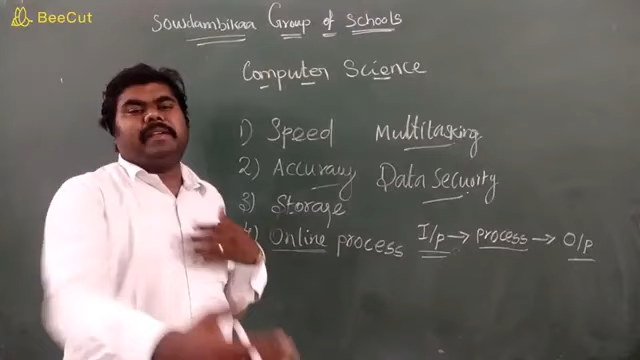 BeeCut
Sowdambikaa Group of Schools
Computer Science
1) Speed Multitasking
2) Accuracy Data Security
3) Storage
4) Online process I/p → process → O/p